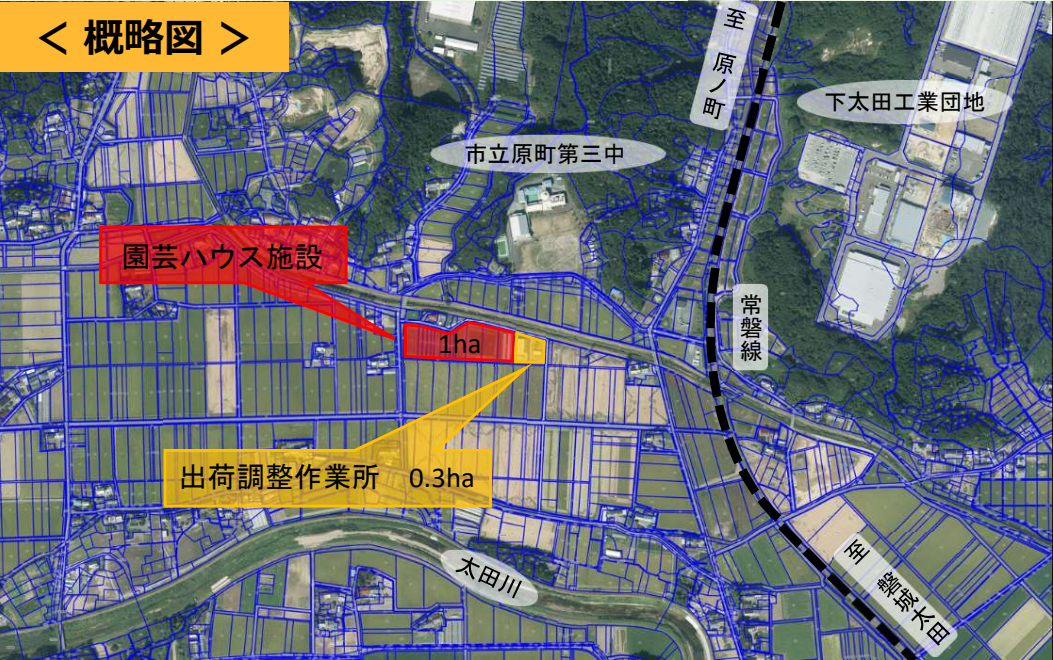 ＜ 概略図 ＞
至 原ノ町
下太田工業団地
市立原町第三中
園芸ハウス施設
常磐線
1ha
出荷調整作業所　0.3ha
太田川
至 磐城太田